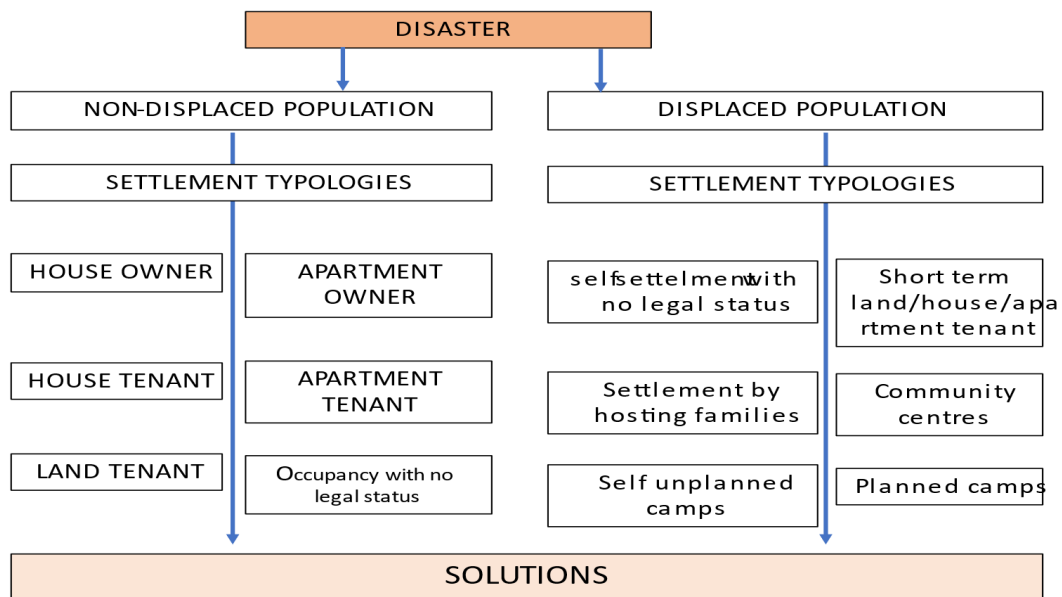 DISASTER
NON-DISPLACED POPULATION
DISPLACED POPULATION
SETTLEMENT TYPOLOGIES
SETTLEMENT TYPOLOGIES
HOUSE OWNER
APARTMENT
OWNER
selfsettelment with
no legal status
Short term
land/house/apa
rtment tenant
HOUSE TENANT
APARTMENT
TENANT
Settlement by
hosting families
Community
centres
LAND TENANT
Occupancy with no
legal status
Self unplanned
camps
Planned camps
SOLUTIONS